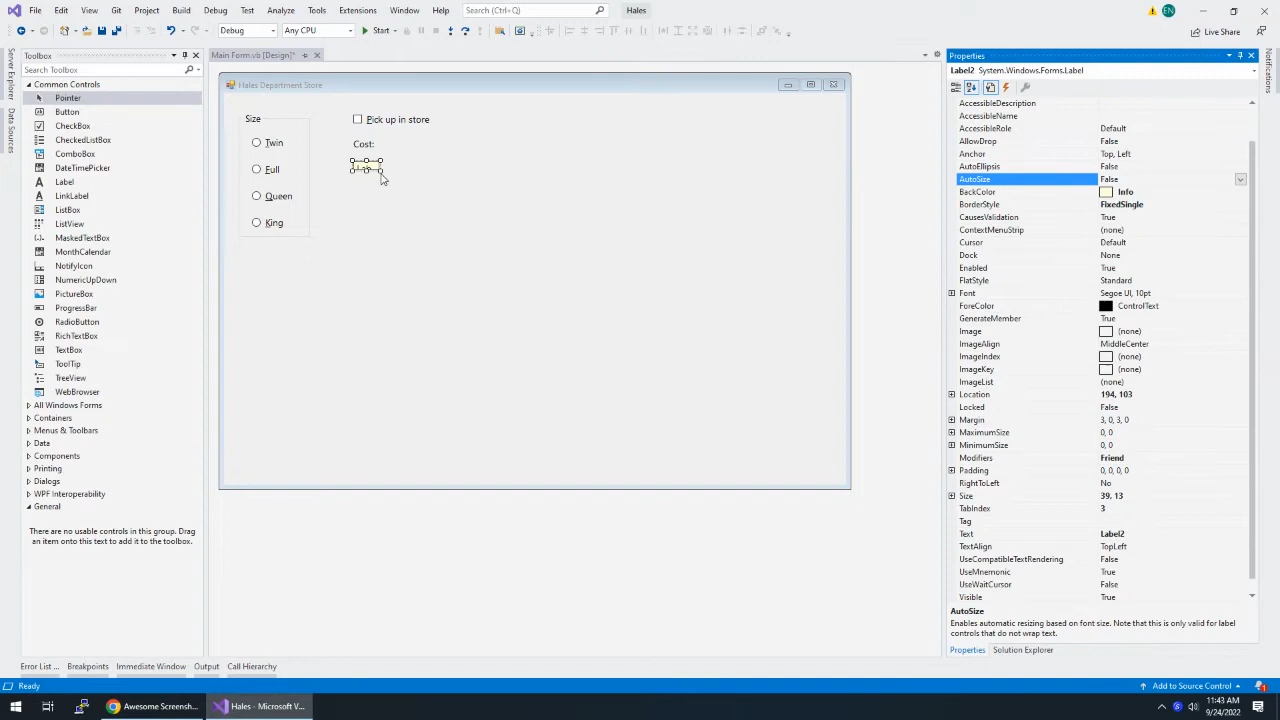 File Edit View Git Project Build Debug Test Analyze Tools Extensions Window Help Search (Ctrl+Q) Hales EN
Debug Any CPU Start Live Share
Server Explorer
Data Sources
Toolbox
Search Toolbox
Common Controls
Pointer
Button
CheckBox
CheckedListBox
ComboBox
DateTimePicker
Label
LinkLabel
ListBox
ListView
MaskedTextBox
MonthCalendar
NotifyIcon
NumericUpDown
PictureBox
ProgressBar
RadioButton
RichTextBox
TextBox
ToolTip
TreeView
WebBrowser
All Windows Forms
Containers
Menus & Toolbars
Data
Components
Printing
Dialogs
WPF Interoperability
General
There are no usable controls in this group. Drag
an item onto this text to add it to the toolbox.
Main Form.vb [Design]*
Hales Department Store
Size
Twin
Full
Queen
King
Pick up in store
Cost:
Properties
Label2 System.Windows.Forms.Label
AccessibleDescription
AccessibleName
AccessibleRole Default
AllowDrop False
Anchor Top, Left
AutoEllipsis False
AutoSize False
BackColor Info
BorderStyle FixedSingle
CausesValidation True
ContextMenuStrip (none)
Cursor Default
Dock None
Enabled True
FlatStyle Standard
Font Segoe UI, 10pt
ForeColor ControlText
GenerateMember True
Image (none)
ImageAlign MiddleCenter
ImageIndex (none)
ImageKey (none)
ImageList (none)
Location 194, 103
Locked False
Margin 3, 0, 3, 0
MaximumSize 0, 0
MinimumSize 0, 0
Modifiers Friend
Padding 0, 0, 0, 0
RightToLeft No
Size 39, 13
TabIndex 3
Tag
Text Label2
TextAlign TopLeft
UseCompatibleTextRendering False
UseMnemonic True
UseWaitCursor False
Visible True
AutoSize
Enables automatic resizing based on font size. Note that this is only valid for label
controls that do not wrap text.
Properties Solution Explorer
Notifications
Error List ... Breakpoints Immediate Window Output Call Hierarchy
Ready Add to Source Control 1
Awesome Screensh... Hales - Microsoft V...
11:43 AM
9/24/2022